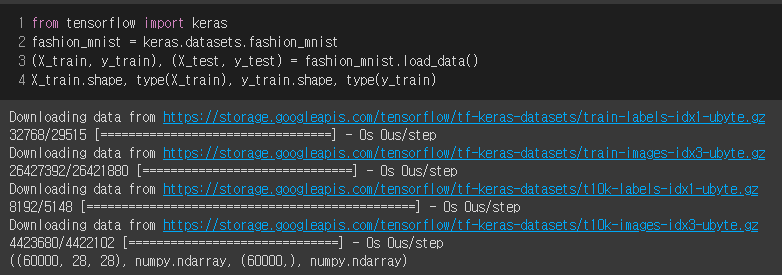 1 from tensorflow import keras
2 fashion_mnist = keras.datasets.fashion_mnist
3 (X_train, y_train), (X_test, y_test) = fashion_mnist.load_data()
4 X_train.shape, type(X_train), y_train.shape, type(y_train)
Downloading data from https://storage.googleapis.com/tensorflow/tf-keras-datasets/train-labels-idx1-ubyte.gz
32768/29515 [=================================] - 0s 0us/step
Downloading data from https://storage.googleapis.com/tensorflow/tf-keras-datasets/train-images-idx3-ubyte.gz
26427392/26421880 [==============================] - 0s 0us/step
Downloading data from https://storage.googleapis.com/tensorflow/tf-keras-datasets/t10k-labels-idx1-ubyte.gz
8192/5148 [===============================================] - 0s 0us/step
Downloading data from https://storage.googleapis.com/tensorflow/tf-keras-datasets/t10k-images-idx3-ubyte.gz
4423680/4422102 [==============================] - 0s 0us/step
((60000, 28, 28), numpy.ndarray, (60000,), numpy.ndarray)